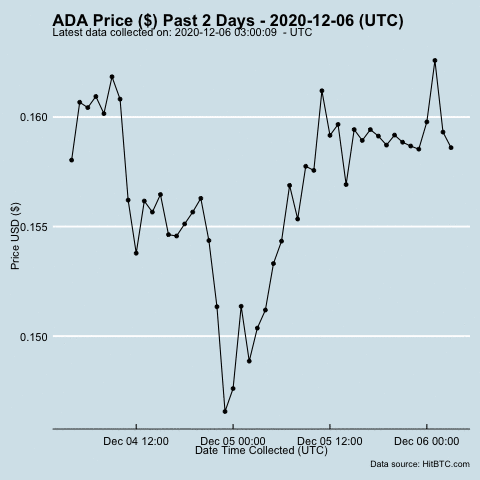 ADA Price ($) Past 2 Days - 2020-12-06 (UTC)
Latest data collected on: 2020-12-06 03:00:09 - UTC
0.160
0.155
0.150
Price USD ($)
Dec 04 12:00 Dec 05 00:00 Dec 05 12:00 Dec 06 00:00
Date Time Collected (UTC)
Data source: HitBTC.com